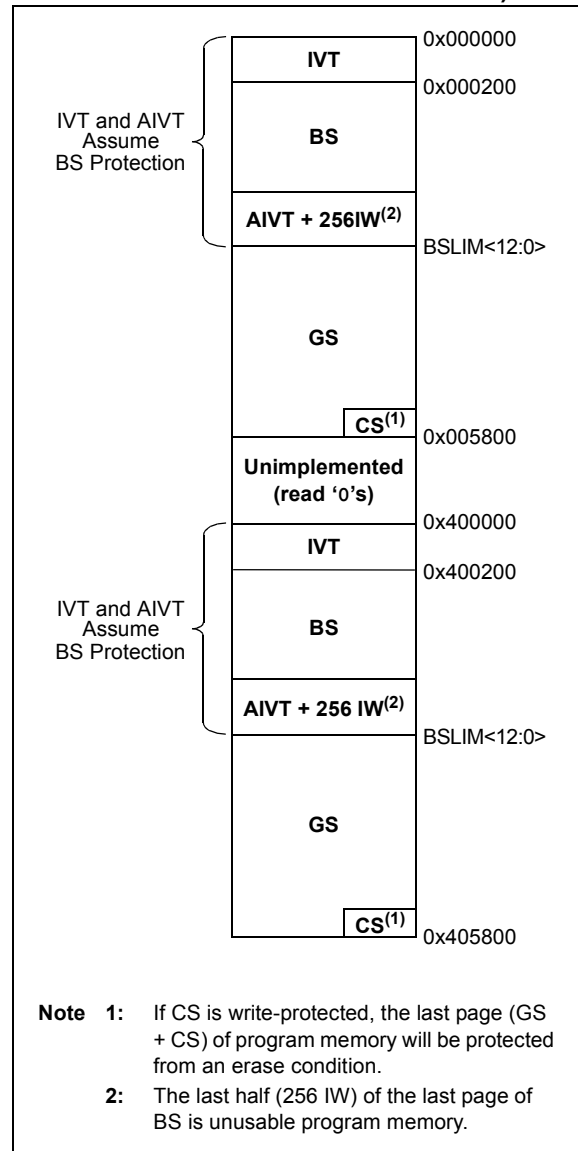 0x000000
IVT
0x000200
IVT and AIVT
Assume
BS Protection
BS
AIVT + 256IW(2)
BSLIM<12:0>
GS
CS(1)
0x005800
Unimplemented
(read ‘0’s)
0x400000
IVT
0x400200
IVT and AIVT
Assume
BS Protection
BS
AIVT + 256 IW(2)
BSLIM<12:0>
GS
CS(1)
0x405800
Note 1: If CS is write-protected, the last page (GS
+ CS) of program memory will be protected
from an erase condition.
2: The last half (256 IW) of the last page of
BS is unusable program memory.